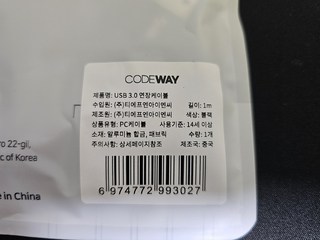 CODEWAY
제품명: USB 3.0 연장케이블
수입원: (주)티에프엔아이엔씨 길이: 1m
제조원: (주)티에프엔아이엔씨 색상: 블랙
상품유형: PC케이블 사용기준: 14세 이상
소재: 알루미늄 합금, 패브릭 수량: 1개
주의사항: 상세페이지참조 제조국: 중국
6 974772 993027
ro 22-gil,
ic of Korea
e in China